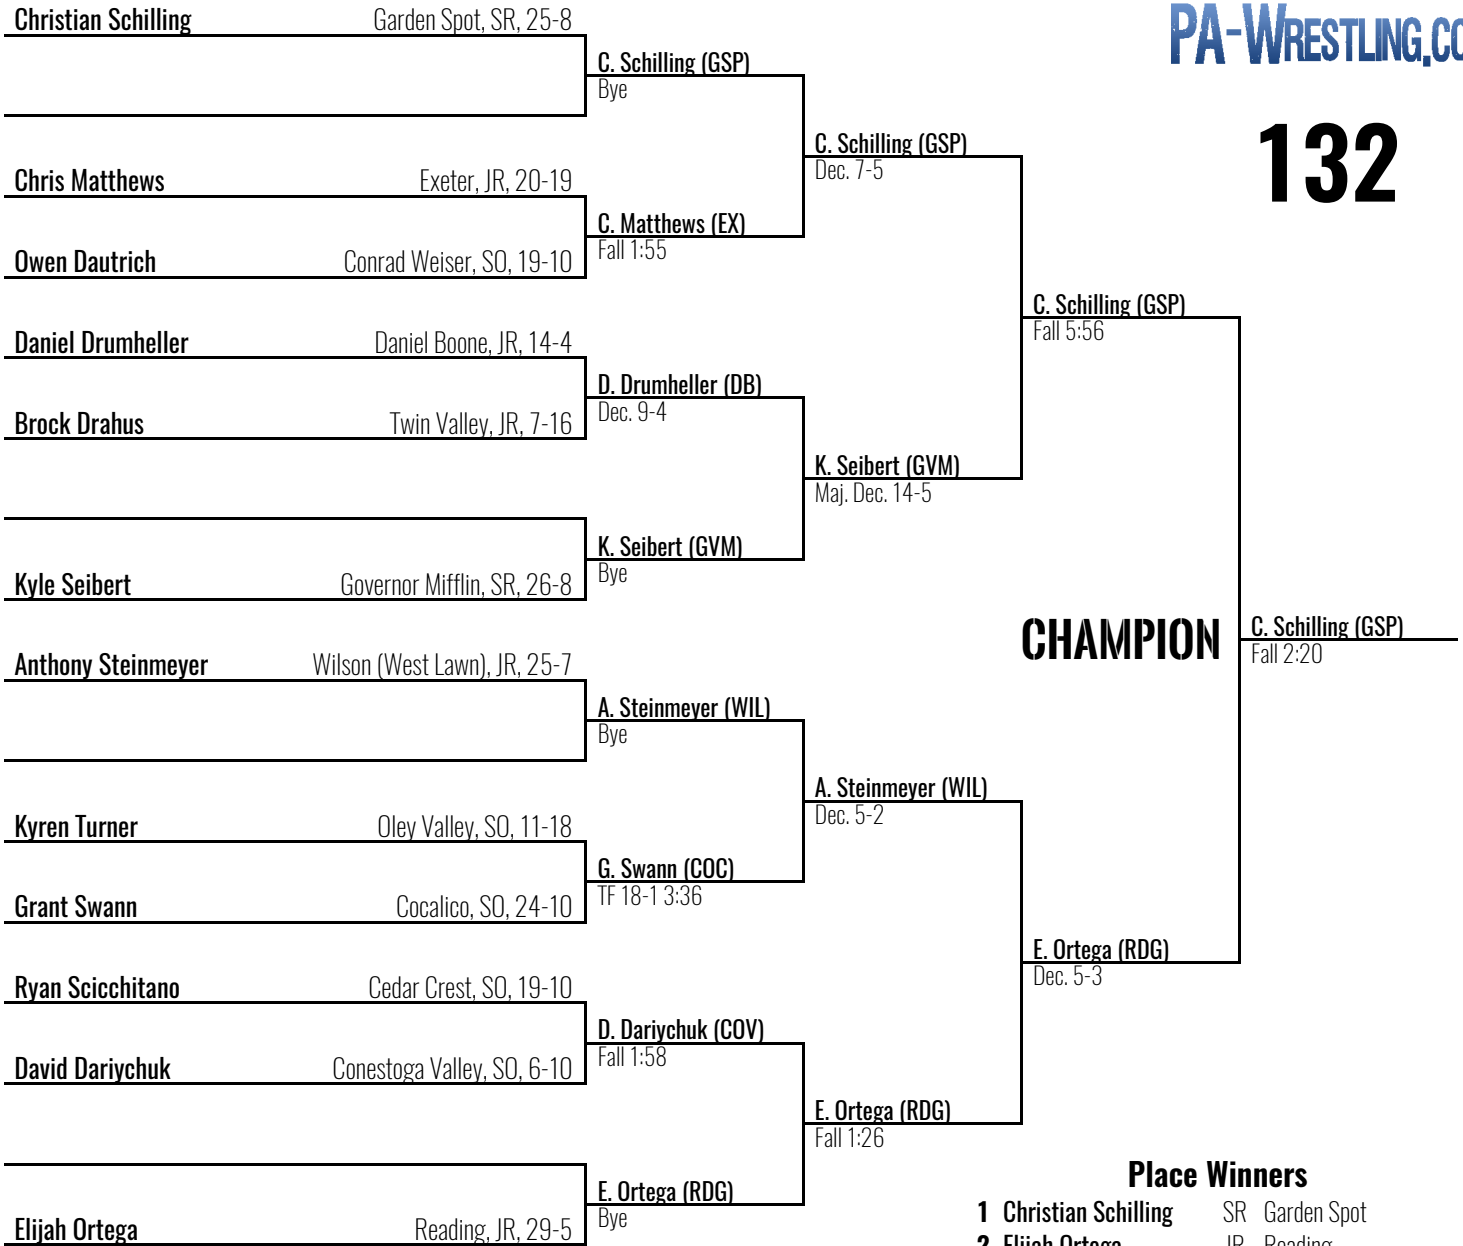 Christian Schilling Garden Spot, SR, 25-8
PA-Wrestling.co
C. Schilling (GSP)
Bye
132
C. Schilling (GSP)
Dec. 7-5
Chris Matthews Exeter, JR, 20-19
C. Matthews (EX)
Fall 1:55
Owen Dautrich Conrad Weiser, SO, 19-10
C. Schilling (GSP)
Fall 5:56
Daniel Drumheller Daniel Boone, JR, 14-4
D. Drumheller (DB)
Dec. 9-4
Brock Drahus Twin Valley, JR, 7-16
K. Seibert (GVM)
Maj. Dec. 14-5
K. Seibert (GVM)
Bye
Kyle Seibert Governor Mifflin, SR, 26-8
CHAMPION
C. Schilling (GSP)
Fall 2:20
Anthony Steinmeyer Wilson (West Lawn), JR, 25-7
A. Steinmeyer (WIL)
Bye
A. Steinmeyer (WIL)
Dec. 5-2
Kyren Turner Oley Valley, SO, 11-18
G. Swann (COC)
TF 18-1 3:36
Grant Swann Cocalico, SO, 24-10
E. Ortega (RDG)
Dec. 5-3
Ryan Scicchitano Cedar Crest, SO, 19-10
D. Dariychuk (COV)
Fall 1:58
David Dariychuk Conestoga Valley, SO, 6-10
E. Ortega (RDG)
Fall 1:26
E. Ortega (RDG)
Bye
Elijah Ortega Reading, JR, 29-5
Place Winners
1 Christian Schilling SR Garden Spot
2 Elijah Ortega JR Reading